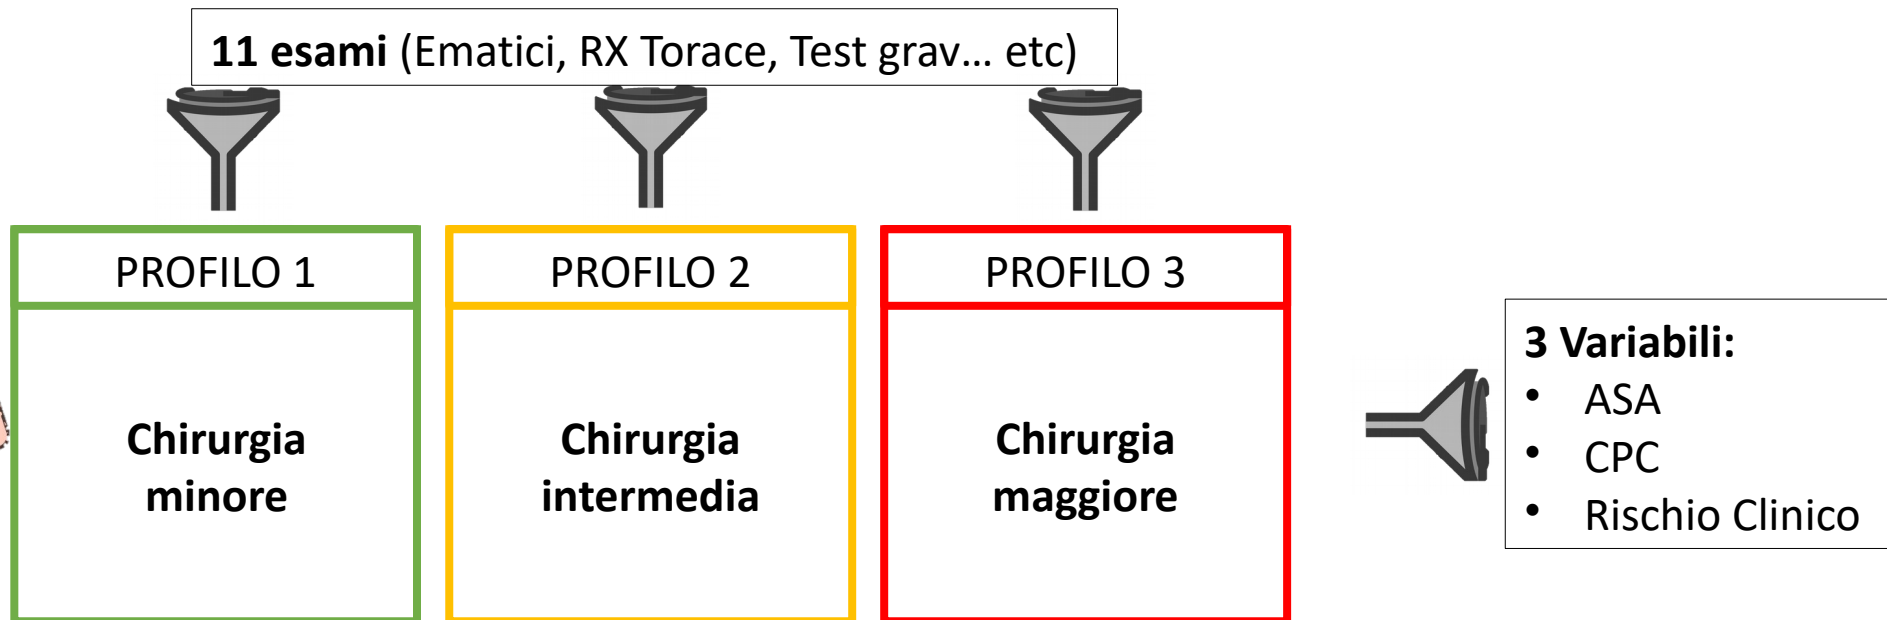 11 esami (Ematici, RX Torace, Test grav... etc)
PROFILO 1
Chirurgia
minore
PROFILO 2
Chirurgia
intermedia
PROFILO 3
Chirurgia
maggiore
3 Variabili:
• ASA
• CPC
• Rischio Clinico